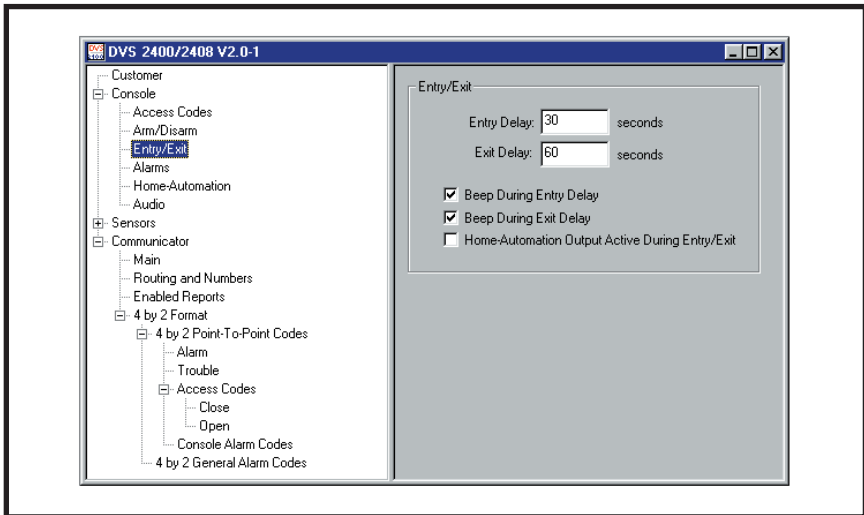 DVS 2400/2408 V2.0-1
Customer
Console
Access Codes
Arm/Disarm
Entry/Exit
Alarms
Home-Automation
Audio
Sensors
Communicator
Main
Routing and Numbers
Enabled Reports
4 by 2 Format
4 by 2 Point-To-Point Codes
Alarm
Trouble
Access Codes
Close
Open
Console Alarm Codes
4 by 2 General Alarm Codes
Entry/Exit
Entry Delay: 30 seconds
Exit Delay: 60 seconds
Beep During Entry Delay
Beep During Exit Delay
Home-Automation Output Active During Entry/Exit